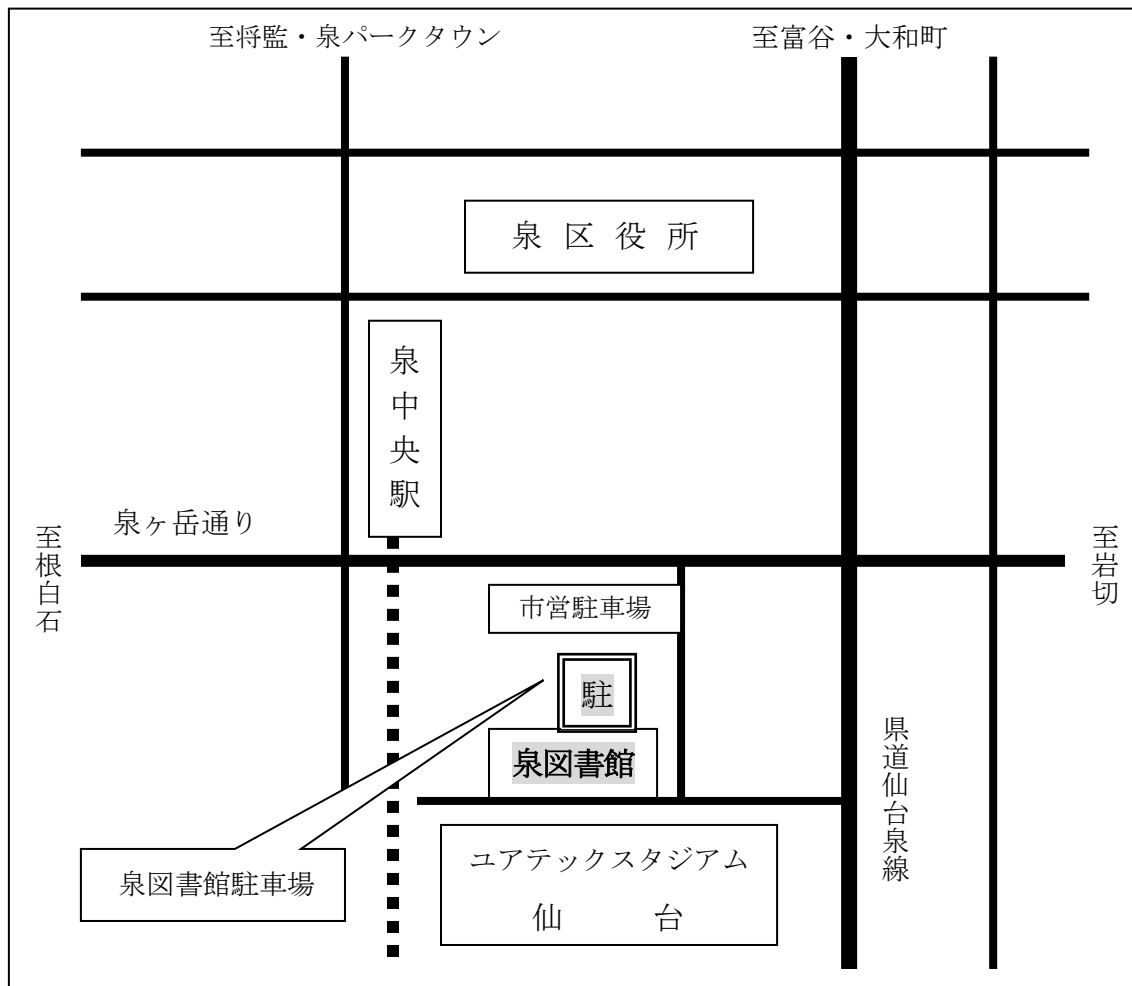 至将監・泉パークタウン
至富谷・大和町
泉区役所
泉中央駅
泉ヶ岳通り
至根白石
至岩切
市営駐車場
駐
泉図書館
県道仙台泉線
泉図書館駐車場
ユアテックスタジアム
仙台